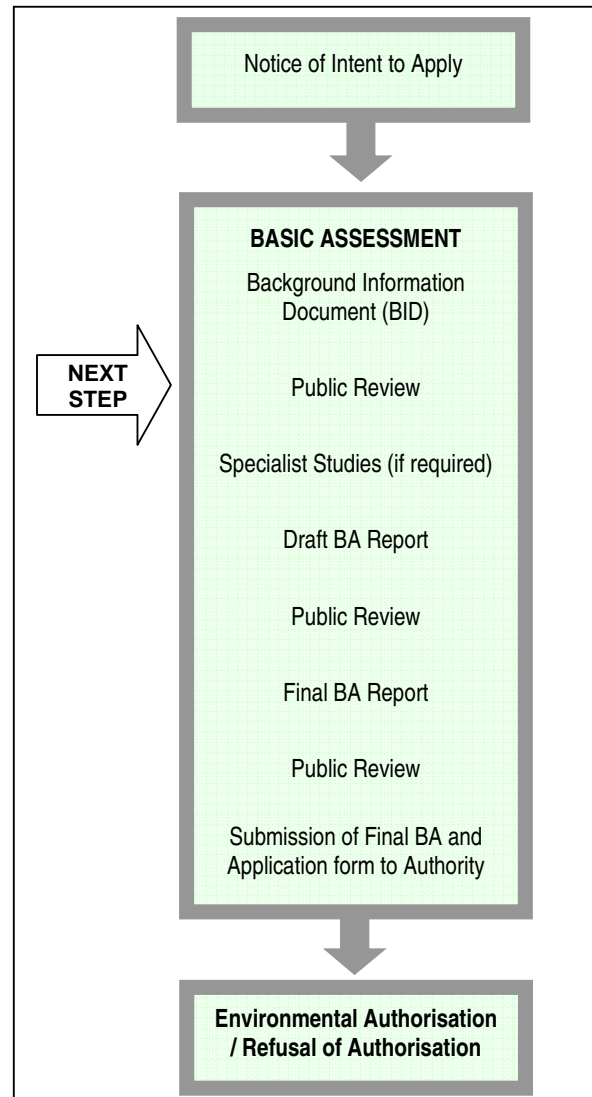 Notice of Intent to Apply
BASIC ASSESSMENT
Background Information
Document (BID)
NEXT
STEP
Public Review
Specialist Studies (if required)
Draft BA Report
Public Review
Final BA Report
Public Review
Submission of Final BA and
Application form to Authority
Environmental Authorisation
/ Refusal of Authorisation